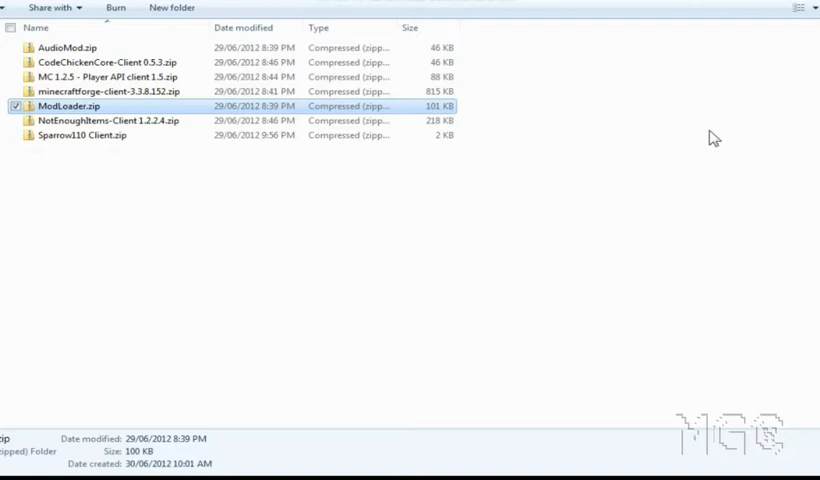 Share with Burn New folder
Name Date modified Type Size
AudioMod.zip 29/06/2012 8:39 PM Compressed (zipp... 46 KB
CodeChickenCore-Client 0.5.3.zip 29/06/2012 8:46 PM Compressed (zipp... 46 KB
MC 1.2.5 - Player API client 1.5.zip 29/06/2012 8:44 PM Compressed (zipp... 88 KB
minecraftforge-client-3.3.8.152.zip 29/06/2012 8:41 PM Compressed (zipp... 815 KB
ModLoader.zip 29/06/2012 8:39 PM Compressed (zipp... 101 KB
NotEnoughItems-Client 1.2.2.4.zip 29/06/2012 8:46 PM Compressed (zipp... 218 KB
Sparrow110 Client.zip 29/06/2012 9:56 PM Compressed (zipp... 2 KB
zip Date modified: 29/06/2012 8:39 PM
zipped) Folder Size: 100 KB
Date created: 30/06/2012 10:01 AM